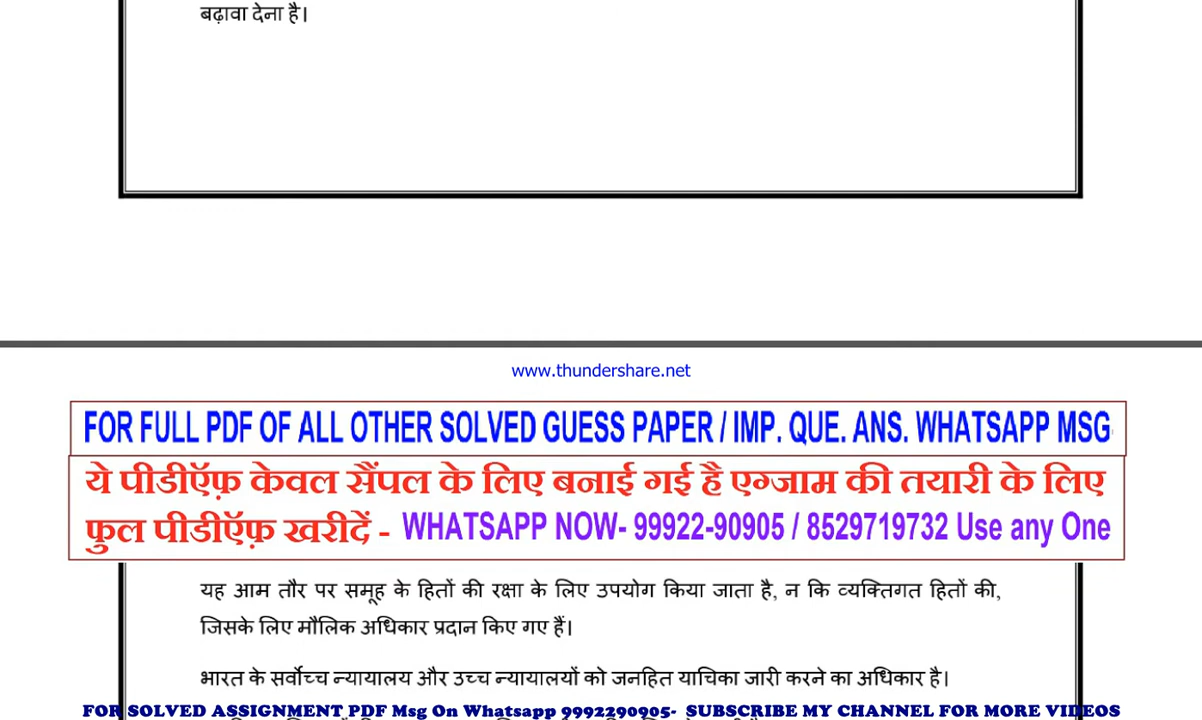 बढ़ावा देना है।
www.thundershare.net
FOR FULL PDF OF ALL OTHER SOLVED GUESS PAPER / IMP. QUE. ANS. WHATSAPP MSG
ये पीडीऍफ़ केवल सैंपल के लिए बनाई गई है एग्जाम की तयारी के लिए
फुल पीडीऍफ़ खरीदें - WHATSAPP NOW- 99922-90905 / 8529719732 Use any One
यह आम तौर पर समूह के हितों की रक्षा के लिए उपयोग किया जाता है, न कि व्यक्तिगत हितों की,
जिसके लिए मौलिक अधिकार प्रदान किए गए हैं।
भारत के सर्वोच्च न्यायालय और उच्च न्यायालयों को जनहित याचिका जारी करने का अधिकार है।
FOR SOLVED ASSIGNMENT PDF Msg On Whatsapp 9992290905- SUBSCRIBE MY CHANNEL FOR MORE VIDEOS